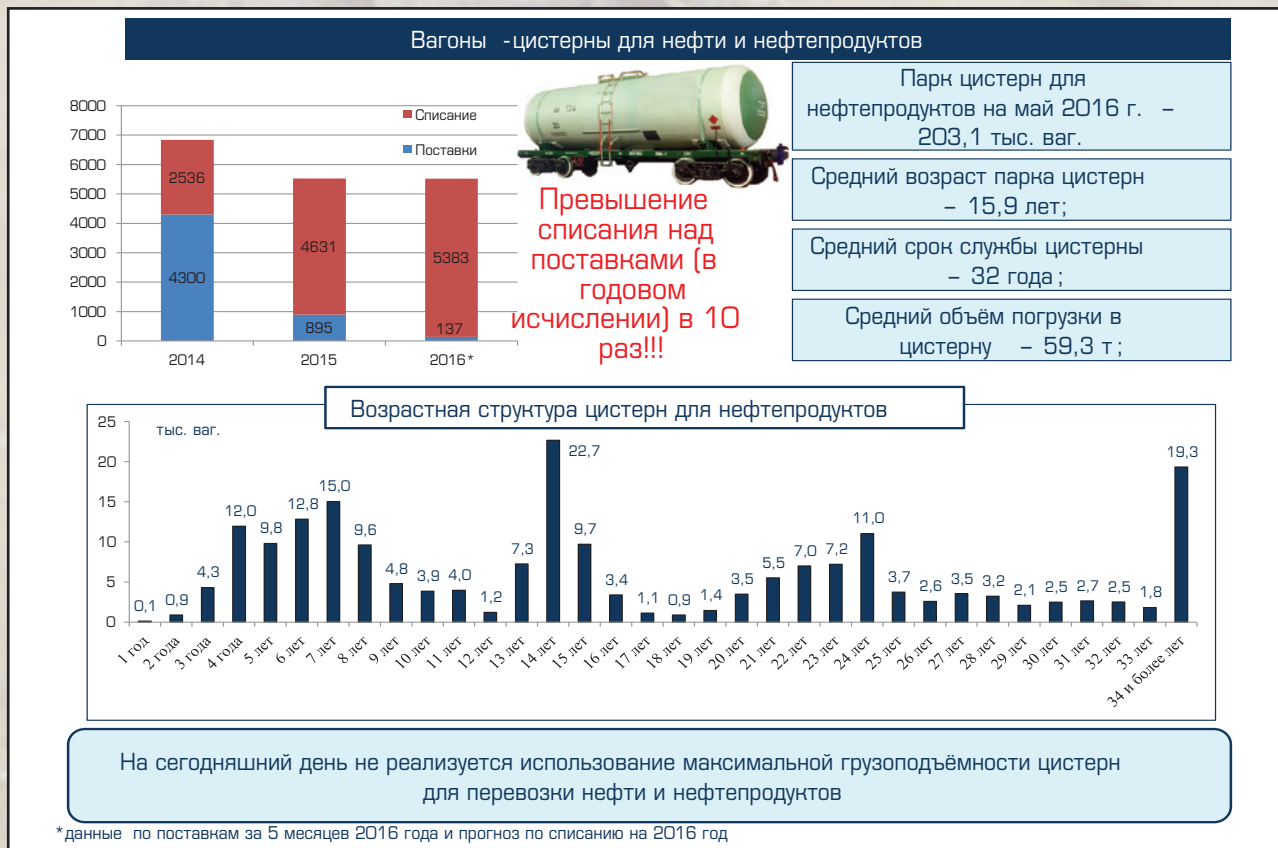 Вагоны -цистерны для нефти и нефтепродуктов
8000
7000
6000
5000
4000
3000
2000
1000
0
Списание
Поставки
2536
4300
4631
895
5383
137
2014
2015
2016*
Превышение
списания над
поставками (в
годовом
исчислении) в 10
раз!!!
Парк цистерн для
нефтепродуктов на май 2016 г. –
203,1 тыс. ваг.
Средний возраст парка цистерн
– 15,9 лет;
Средний срок службы цистерны
– 32 года;
Средний объём погрузки в
цистерну – 59,3 т;
Возрастная структура цистерн для нефтепродуктов
тыс. ваг.
25
20
15
10
5
0
0,1
0,9
4,3
12,0
9,8
12,8
15,0
9,6
4,8
3,9
4,0
1,2
7,3
22,7
9,7
3,4
1,1
0,9
1,4
3,5
5,5
7,0
7,2
11,0
3,7
2,6
3,5
3,2
2,1
2,5
2,7
2,5
1,8
19,3
1 год
2 года
3 года
4 года
5 лет
6 лет
7 лет
8 лет
9 лет
10 лет
11 лет
12 лет
13 лет
14 лет
15 лет
16 лет
17 лет
18 лет
19 лет
20 лет
21 лет
22 лет
23 лет
24 лет
25 лет
26 лет
27 лет
28 лет
29 лет
30 лет
31 лет
32 лет
33 лет
34 и более лет
На сегодняшний день не реализуется использование максимальной грузоподъёмности цистерн
для перевозки нефти и нефтепродуктов
*данные по поставкам за 5 месяцев 2016 года и прогноз по списанию на 2016 год